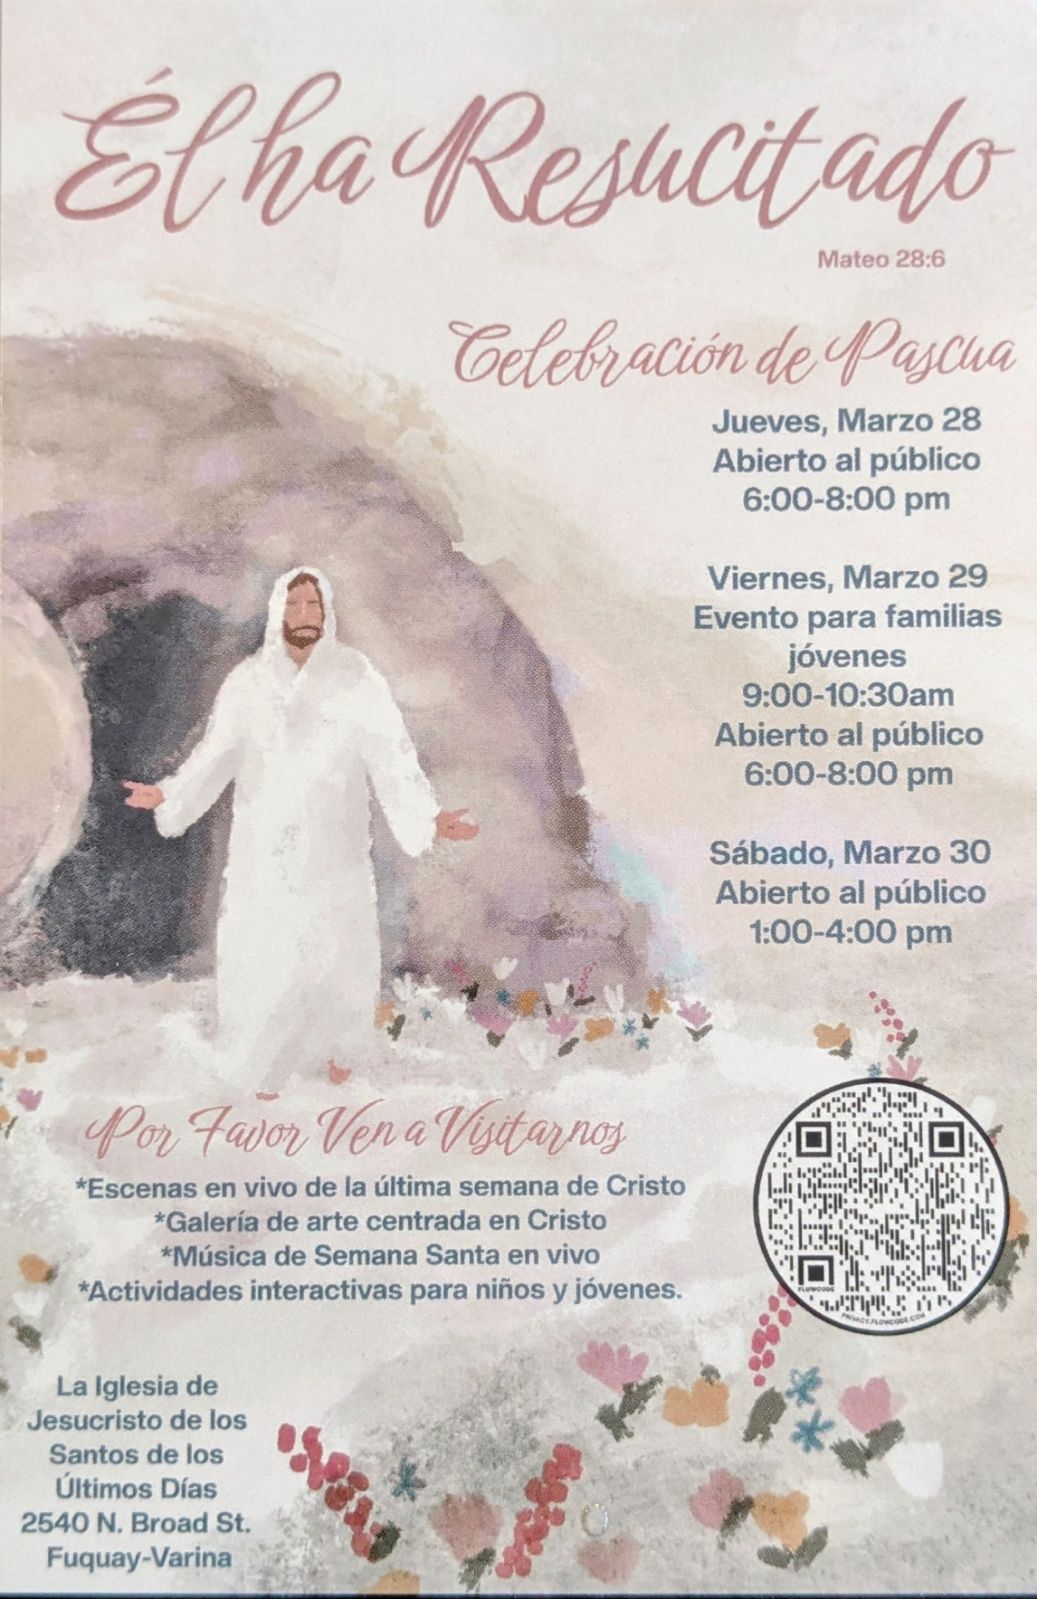 Él ha Resucitado
Mateo 28:6
Celebración de Pascua
Jueves, Marzo 28
Abierto al público
6:00-8:00 pm
Viernes, Marzo 29
Evento para familias
jóvenes
9:00-10:30am
Abierto al público
6:00-8:00 pm
Sábado, Marzo 30
Abierto al público
1:00-4:00 pm
Por Favor Ven a Visitarnos
*Escenas en vivo de la última semana de Cristo
*Galería de arte centrada en Cristo
*Música de Semana Santa en vivo
*Actividades interactivas para niños y jóvenes.
FLOWCODE
PRIVACY.FLOWCODE.COM
La Iglesia de
Jesucristo de los
Santos de los
Últimos Días
2540 N. Broad St.
Fuquay-Varina